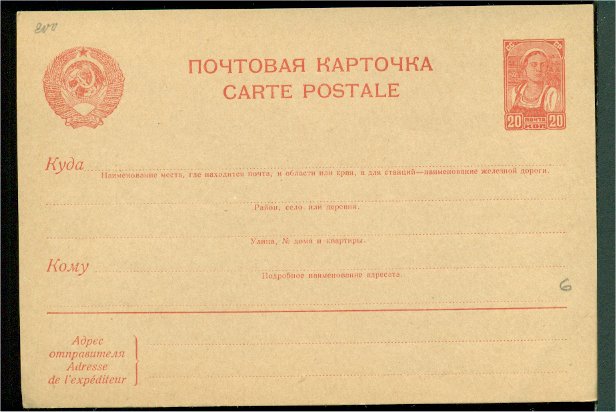 ПОЧТОВАЯ КАРТОЧКА
CARTE POSTALE
20 ПОЧТА 20
Куда
Наименование места, где находится почта, и области или края, а для станций—наименование железной дороги.
Район, село или деревня.
Улица, № дома и квартиры.
Кому
Подробное наименование адресата.
6
Адрес
отправителя
Adresse
de l'expéditeur